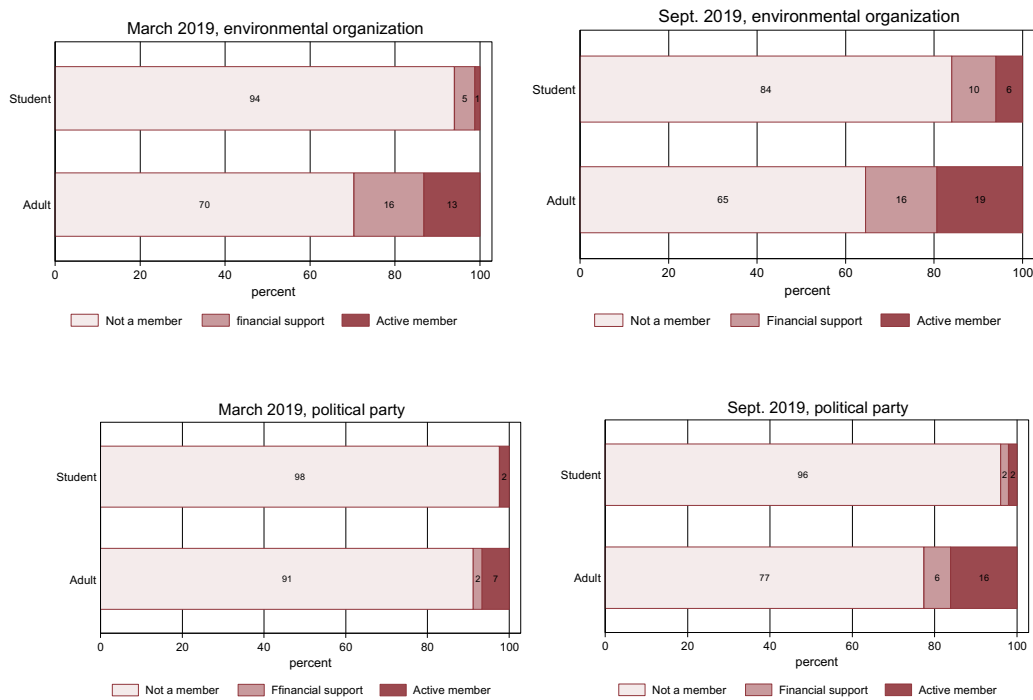 March 2019, environmental organization
Student
94
5
1
Adult
70
16
13
0 20 40 60 80 100
percent
Not a member financial support Active member
Sept. 2019, environmental organization
Student
84
10
6
Adult
65
16
19
0 20 40 60 80 100
percent
Not a member Financial support Active member
March 2019, political party
Student
98
2
Adult
91
2
7
0 20 40 60 80 100
percent
Not a member Ffinancial support Active member
Sept. 2019, political party
Student
96
2
2
Adult
77
6
16
0 20 40 60 80 100
percent
Not a member Financial support Active member